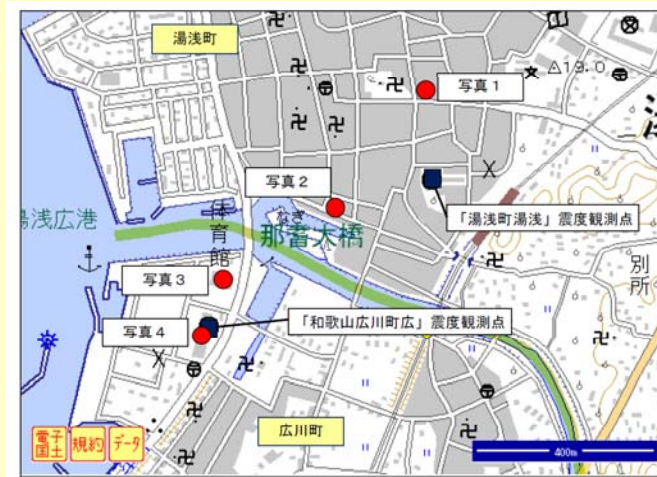 湯浅町
写真1
19.0
写真2
「湯浅町湯浅」震度観測点
湯浅広港
体育館
なぎ
那耆大橋
別所
写真3
「和歌山広川町広」震度観測点
写真4
広川町
電子国土
規約
データ
400m